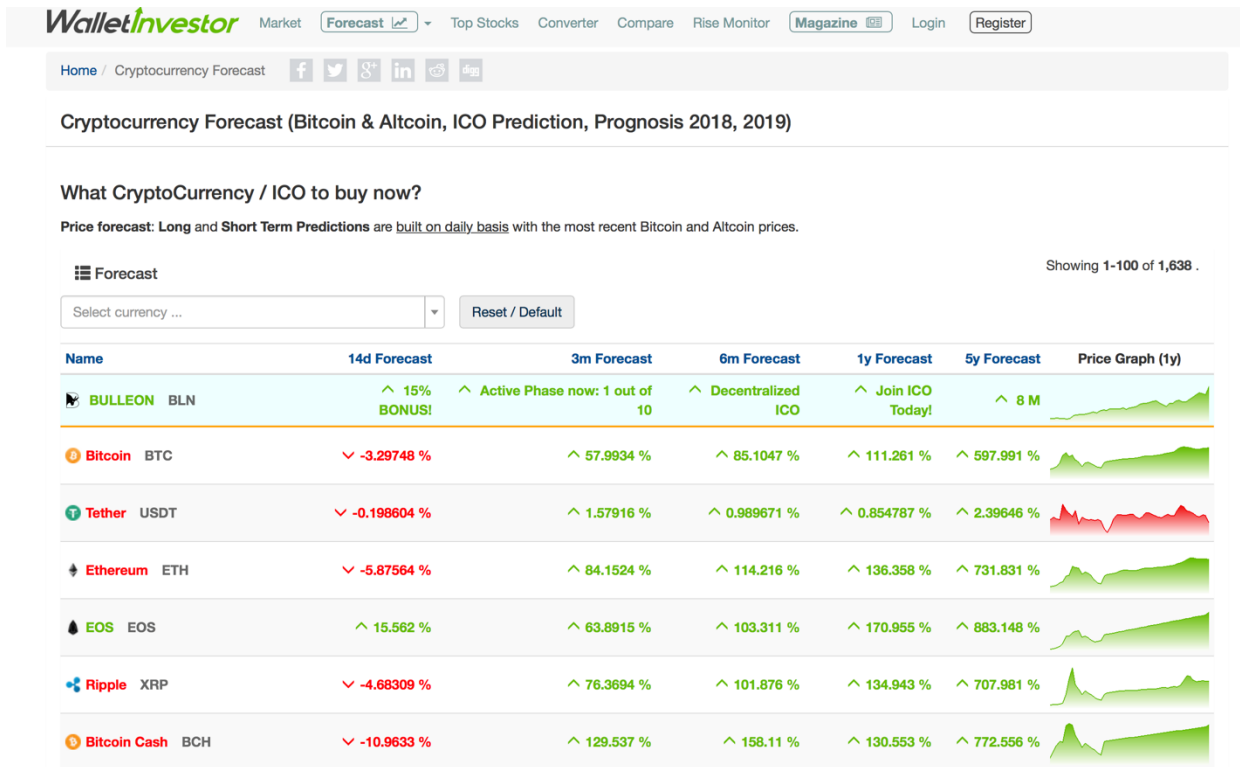 WalletInvestor Market Forecast Top Stocks Converter Compare Rise Monitor Magazine Login Register
Home / Cryptocurrency Forecast f g+ in digg
Cryptocurrency Forecast (Bitcoin & Altcoin, ICO Prediction, Prognosis 2018, 2019)
What CryptoCurrency / ICO to buy now?
Price forecast: Long and Short Term Predictions are built on daily basis with the most recent Bitcoin and Altcoin prices.
Showing 1-100 of 1,638 .
Forecast
Select currency ... Reset / Default
Name 14d Forecast 3m Forecast 6m Forecast 1y Forecast 5y Forecast Price Graph (1y)
BULLEON BLN 15% BONUS! Active Phase now: 1 out of 10 Decentralized ICO Join ICO Today! 8 M
Bitcoin BTC -3.29748 % 57.9934 % 85.1047 % 111.261 % 597.991 %
Tether USDT -0.198604 % 1.57916 % 0.989671 % 0.854787 % 2.39646 %
Ethereum ETH -5.87564 % 84.1524 % 114.216 % 136.358 % 731.831 %
EOS EOS 15.562 % 63.8915 % 103.311 % 170.955 % 883.148 %
Ripple XRP -4.68309 % 76.3694 % 101.876 % 134.943 % 707.981 %
Bitcoin Cash BCH -10.9633 % 129.537 % 158.11 % 130.553 % 772.556 %